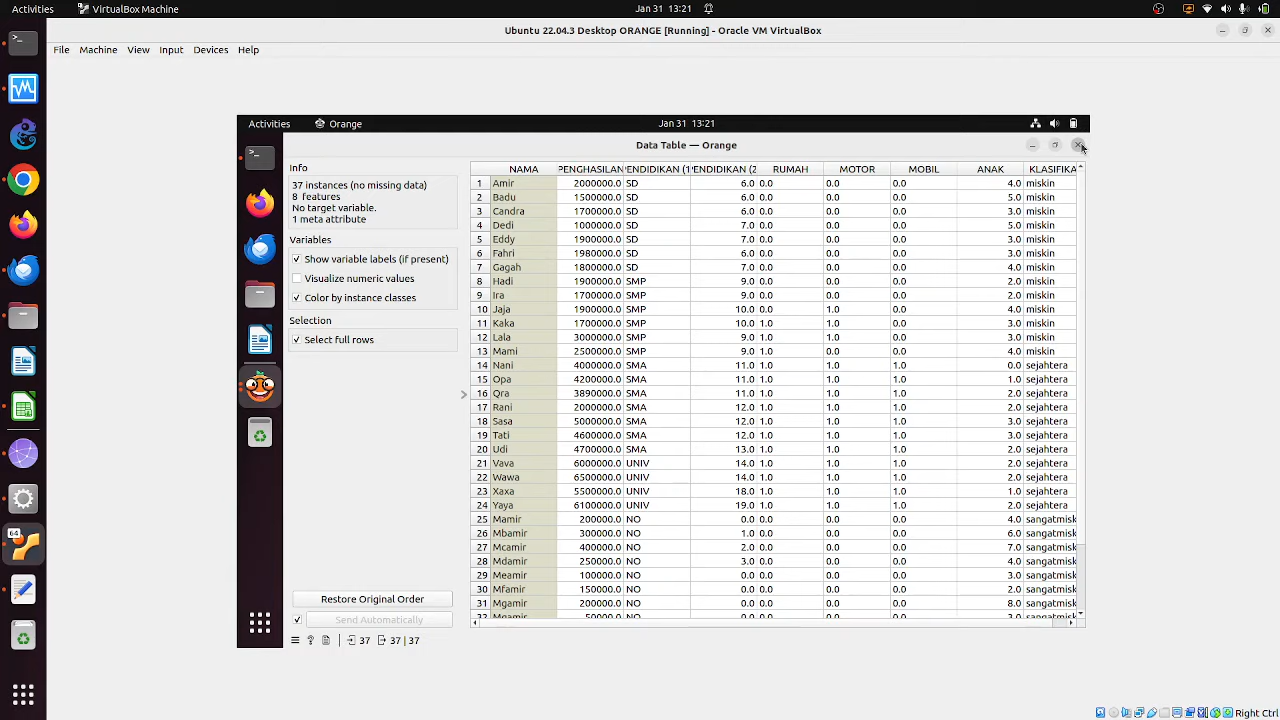 Activities VirtualBox Machine Jan 31 13:21
Ubuntu 22.04.3 Desktop ORANGE [Running] - Oracle VM VirtualBox
File Machine View Input Devices Help
Activities Orange Jan 31 13:21
Data Table — Orange
Info
37 instances (no missing data)
8 features
No target variable.
1 meta attribute
Variables
Show variable labels (if present)
Visualize numeric values
Color by instance classes
Selection
Select full rows
NAMA PENGHASILAN PENDIDIKAN (1 PENDIDIKAN (2 RUMAH MOTOR MOBIL ANAK KLASIFIKA
1 Amir 2000000.0 SD 6.0 0.0 0.0 0.0 4.0 miskin
2 Badu 1500000.0 SD 6.0 0.0 0.0 0.0 5.0 miskin
3 Candra 1700000.0 SD 6.0 0.0 0.0 0.0 3.0 miskin
4 Dedi 1000000.0 SD 7.0 0.0 0.0 0.0 5.0 miskin
5 Eddy 1900000.0 SD 7.0 0.0 0.0 0.0 3.0 miskin
6 Fahri 1980000.0 SD 6.0 0.0 0.0 0.0 3.0 miskin
7 Gagah 1800000.0 SD 7.0 0.0 0.0 0.0 4.0 miskin
8 Hadi 1900000.0 SMP 9.0 0.0 0.0 0.0 2.0 miskin
9 Ira 1700000.0 SMP 9.0 0.0 0.0 0.0 2.0 miskin
10 Jaja 1900000.0 SMP 10.0 0.0 1.0 0.0 4.0 miskin
11 Kaka 1700000.0 SMP 10.0 1.0 1.0 0.0 3.0 miskin
12 Lala 3000000.0 SMP 9.0 1.0 1.0 0.0 3.0 miskin
13 Mami 2500000.0 SMP 9.0 1.0 1.0 0.0 4.0 miskin
14 Nani 4000000.0 SMA 11.0 1.0 1.0 1.0 0.0 sejahtera
15 Opa 4200000.0 SMA 11.0 1.0 1.0 1.0 1.0 sejahtera
16 Qra 3890000.0 SMA 11.0 1.0 1.0 1.0 2.0 sejahtera
17 Rani 2000000.0 SMA 12.0 1.0 1.0 1.0 2.0 sejahtera
18 Sasa 5000000.0 SMA 12.0 1.0 1.0 1.0 3.0 sejahtera
19 Tati 4600000.0 SMA 12.0 1.0 1.0 1.0 3.0 sejahtera
20 Udi 4700000.0 SMA 13.0 1.0 1.0 1.0 2.0 sejahtera
21 Vava 6000000.0 UNIV 14.0 1.0 1.0 1.0 2.0 sejahtera
22 Wawa 6500000.0 UNIV 14.0 1.0 1.0 1.0 2.0 sejahtera
23 Xaxa 5500000.0 UNIV 18.0 1.0 1.0 1.0 1.0 sejahtera
24 Yaya 6100000.0 UNIV 19.0 1.0 1.0 1.0 2.0 sejahtera
25 Mamir 200000.0 NO 0.0 0.0 0.0 0.0 4.0 sangatmisk
26 Mbamir 300000.0 NO 1.0 0.0 0.0 0.0 6.0 sangatmisk
27 Mcamir 400000.0 NO 2.0 0.0 0.0 0.0 7.0 sangatmisk
28 Mdamir 250000.0 NO 3.0 0.0 0.0 0.0 4.0 sangatmisk
29 Meamir 100000.0 NO 0.0 0.0 0.0 0.0 3.0 sangatmisk
30 Mfamir 150000.0 NO 0.0 0.0 0.0 0.0 2.0 sangatmisk
31 Mgamir 200000.0 NO 0.0 0.0 0.0 0.0 8.0 sangatmisk
Restore Original Order
Send Automatically
37 37 | 37
64
Right Ctrl